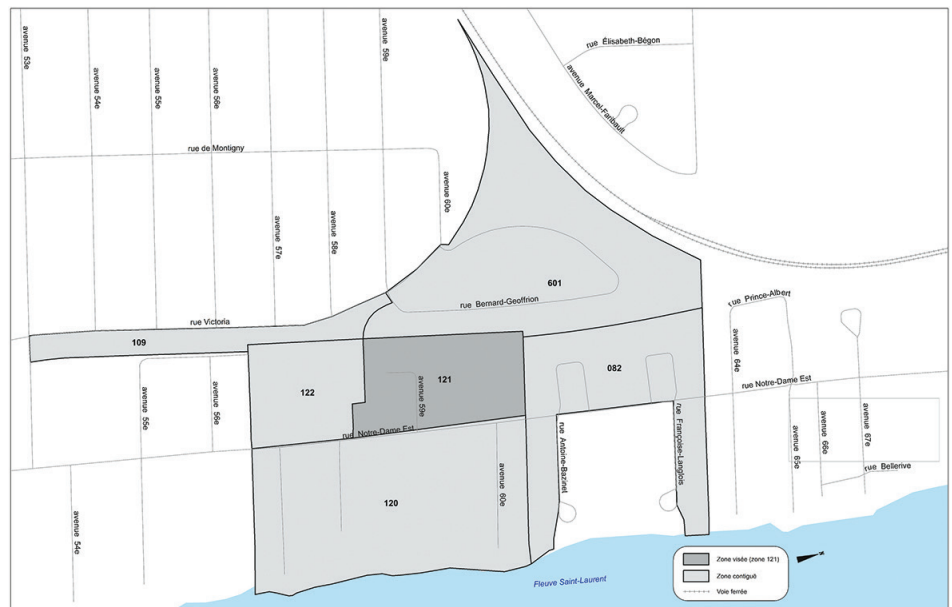 avenue 53e
avenue 54e
avenue 55e
avenue 56e
avenue 59e
rue Élisabeth-Bégon
avenue Marcel-Faribault
rue de Montigny
avenue 60e
avenue 57e
avenue 58e
601
rue Bernard-Geoffrion
rue Prince-Albert
rue Victoria
109
avenue 64e
082
rue Notre-Dame Est
122
121
avenue 59e
avenue 55e
avenue 56e
rue Notre-Dame Est
rue Antoine-Bazinet
rue Françoise-Langlois
avenue 65e
avenue 66e
avenue 67e
rue Bellerive
120
avenue 60e
avenue 54e
Fleuve Saint-Laurent
Zone visée (zone 121)
Zone contiguë
Voie ferrée